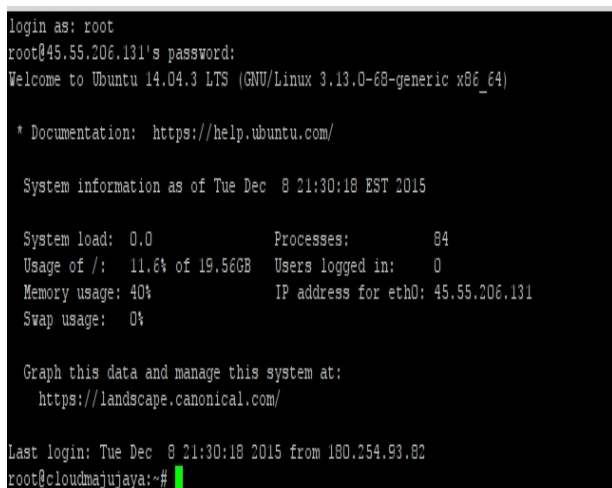 login as: root
root@45.55.206.131's password:
Welcome to Ubuntu 14.04.3 LTS (GNU/Linux 3.13.0-68-generic x86_64)
* Documentation:  https://help.ubuntu.com/
System information as of Tue Dec  8 21:30:18 EST 2015
System load:  0.0               Processes:           84
Usage of /:   11.6% of 19.56GB   Users logged in:     0
Memory usage: 40%               IP address for eth0: 45.55.206.131
Swap usage:   0%
Graph this data and manage this system at:
https://landscape.canonical.com/
Last login: Tue Dec  8 21:30:18 2015 from 180.254.93.82
root@cloudmajujaya:~#